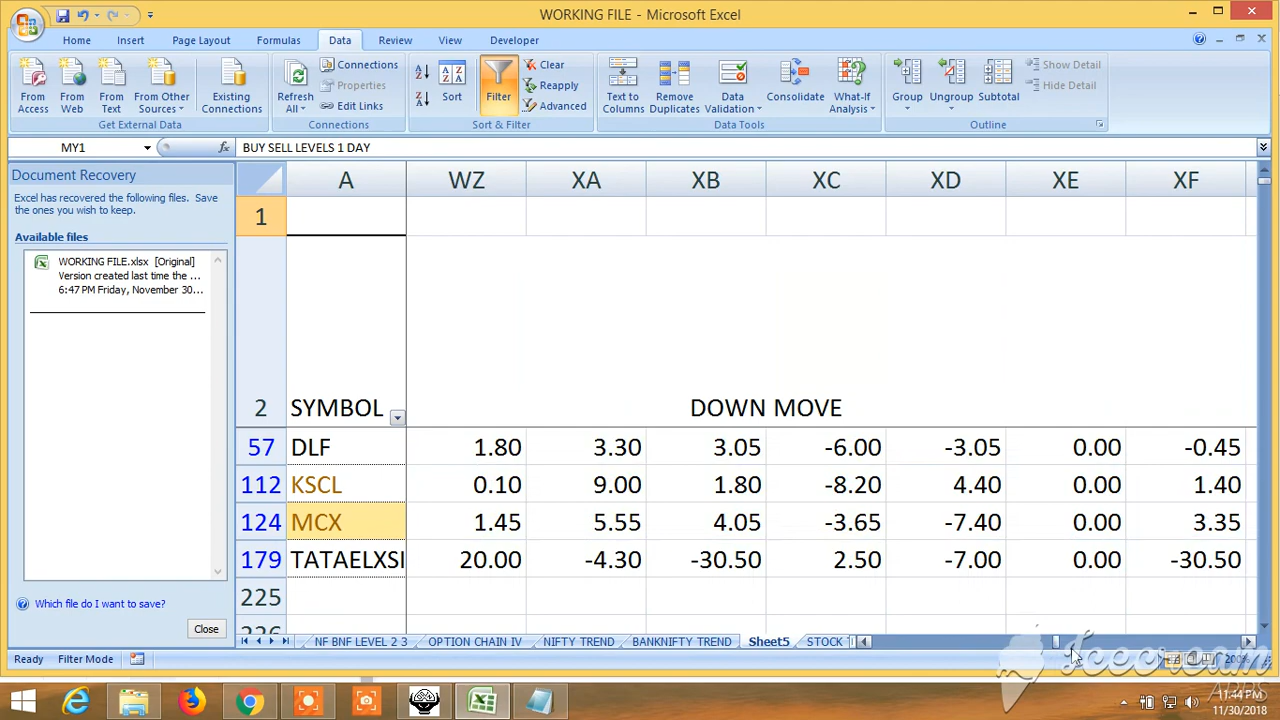 WORKING FILE - Microsoft Excel
Home Insert Page Layout Formulas Data Review View Developer
From Access
From Web
From Text
From Other Sources
Existing Connections
Get External Data
Refresh All
Connections
Properties
Edit Links
Connections
Sort
Filter
Clear
Reapply
Advanced
Sort & Filter
Text to Columns
Remove Duplicates
Data Validation
Consolidate
What-If Analysis
Data Tools
Group
Ungroup
Subtotal
Show Detail
Hide Detail
Outline
MY1 fx BUY SELL LEVELS 1 DAY
Document Recovery
Excel has recovered the following files. Save
the ones you wish to keep.
Available files
WORKING FILE.xlsx [Original]
Version created last time the ...
6:47 PM Friday, November 30...
Which file do I want to save?
Close
A WZ XA XB XC XD XE XF
1
2 SYMBOL DOWN MOVE
57 DLF 1.80 3.30 3.05 -6.00 -3.05 0.00 -0.45
112 KSCL 0.10 9.00 1.80 -8.20 4.40 0.00 1.40
124 MCX 1.45 5.55 4.05 -3.65 -7.40 0.00 3.35
179 TATAELXSI 20.00 -4.30 -30.50 2.50 -7.00 0.00 -30.50
225
226
NF BNF LEVEL 2 3 OPTION CHAIN IV NIFTY TREND BANKNIFTY TREND Sheet5 STOCK
Ready Filter Mode 200%
Icecream
APPS
11:44 PM
11/30/2018